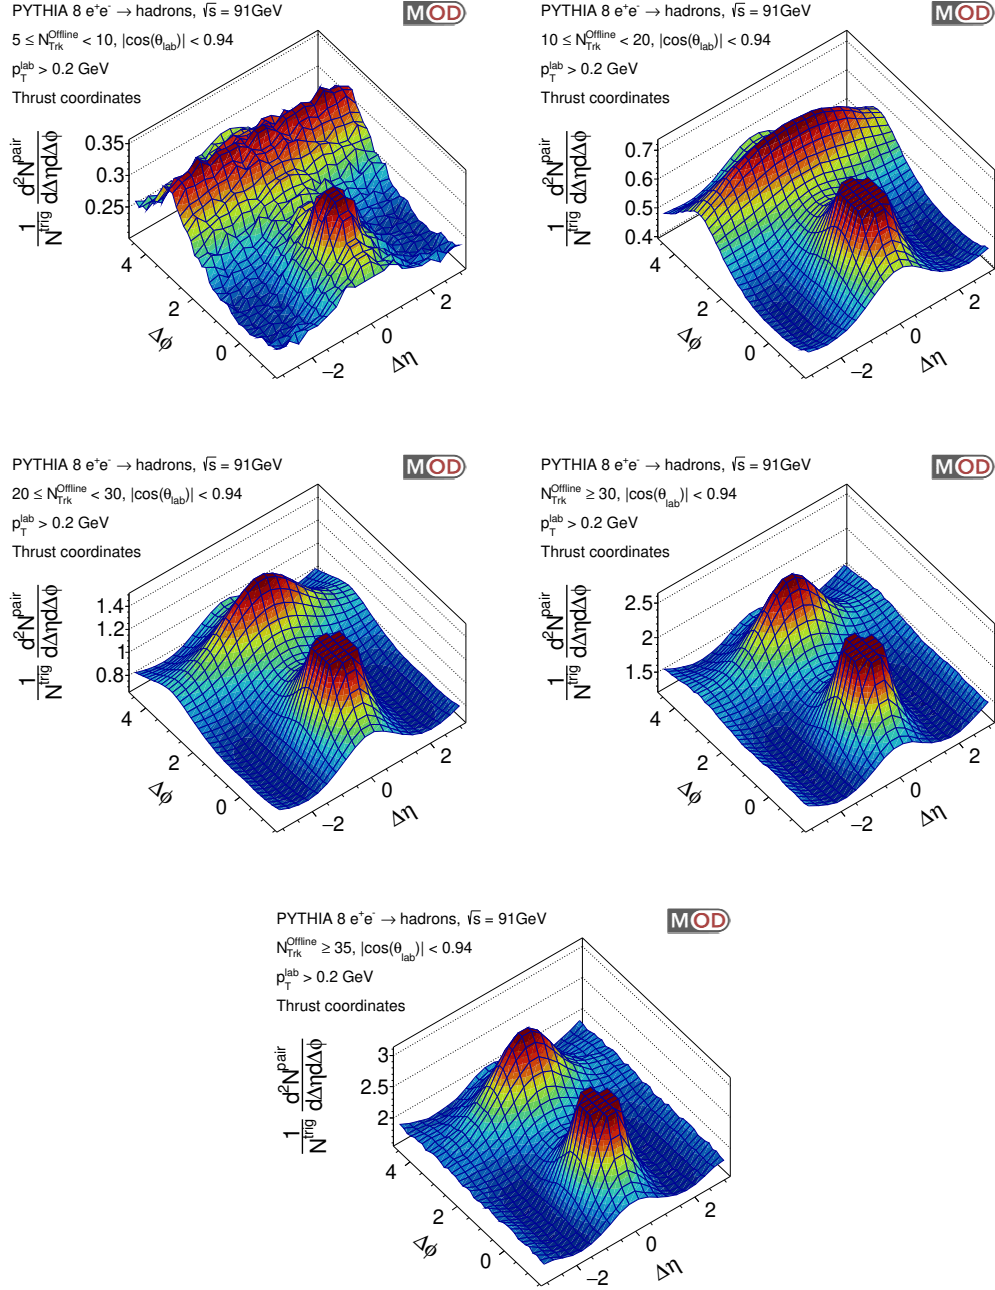 PYTHIA 8 e⁺e⁻ → hadrons, √s = 91GeV
MOD
5 ≤ N_Trk^Offline < 10, |cos(θ_lab)| < 0.94
p_T^lab > 0.2 GeV
Thrust coordinates
1/N^trig d²N^pair/dΔηdΔϕ
0.35
0.3
0.25
4
2
0
Δϕ
−2
0
2
Δη
PYTHIA 8 e⁺e⁻ → hadrons, √s = 91GeV
MOD
10 ≤ N_Trk^Offline < 20, |cos(θ_lab)| < 0.94
p_T^lab > 0.2 GeV
Thrust coordinates
1/N^trig d²N^pair/dΔηdΔϕ
0.7
0.6
0.5
0.4
4
2
0
Δϕ
−2
0
2
Δη
PYTHIA 8 e⁺e⁻ → hadrons, √s = 91GeV
MOD
20 ≤ N_Trk^Offline < 30, |cos(θ_lab)| < 0.94
p_T^lab > 0.2 GeV
Thrust coordinates
1/N^trig d²N^pair/dΔηdΔϕ
1.4
1.2
1
0.8
4
2
0
Δϕ
−2
0
2
Δη
PYTHIA 8 e⁺e⁻ → hadrons, √s = 91GeV
MOD
N_Trk^Offline ≥ 30, |cos(θ_lab)| < 0.94
p_T^lab > 0.2 GeV
Thrust coordinates
1/N^trig d²N^pair/dΔηdΔϕ
2.5
2
1.5
4
2
0
Δϕ
−2
0
2
Δη
PYTHIA 8 e⁺e⁻ → hadrons, √s = 91GeV
MOD
N_Trk^Offline ≥ 35, |cos(θ_lab)| < 0.94
p_T^lab > 0.2 GeV
Thrust coordinates
1/N^trig d²N^pair/dΔηdΔϕ
3
2.5
2
4
2
0
Δϕ
−2
0
2
Δη